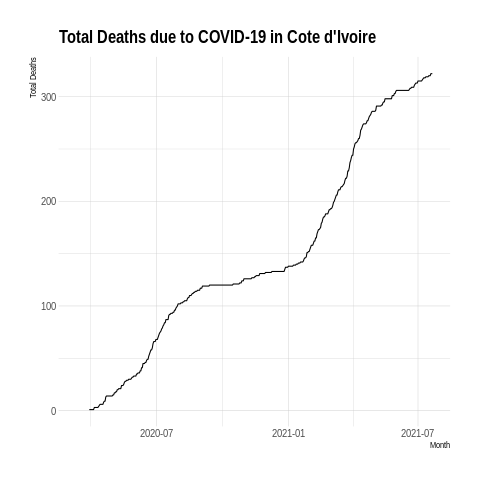 Total Deaths due to COVID-19 in Cote d'Ivoire
Total Deaths
300
200
100
0
2020-07
2021-01
2021-07
Month